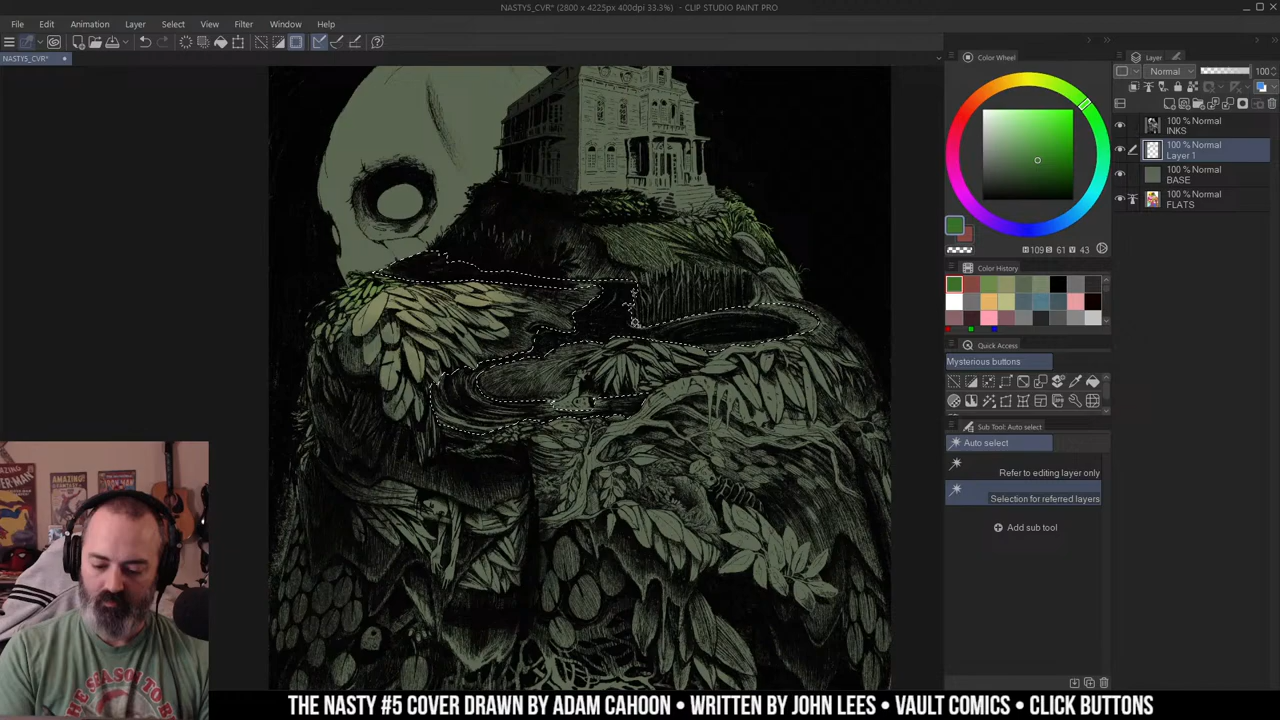 NASTY5_CVR* (2800 x 4225px 400dpi 33.3%) - CLIP STUDIO PAINT PRO
File Edit Animation Layer Select View Filter Window Help
NASTY5_CVR*
Color Wheel
Layer
Normal 100
100 % Normal
INKS
100 % Normal
Layer 1
100 % Normal
BASE
100 % Normal
FLATS
H 109 S 61 V 43
Color History
Quick Access
Mysterious buttons
Sub Tool: Auto select
Auto select
Refer to editing layer only
Selection for referred layers
Add sub tool
AMAZING
THE SEASON TO B
THE NASTY #5 COVER DRAWN BY ADAM CAHOON • WRITTEN BY JOHN LEES • VAULT COMICS • CLICK BUTTONS